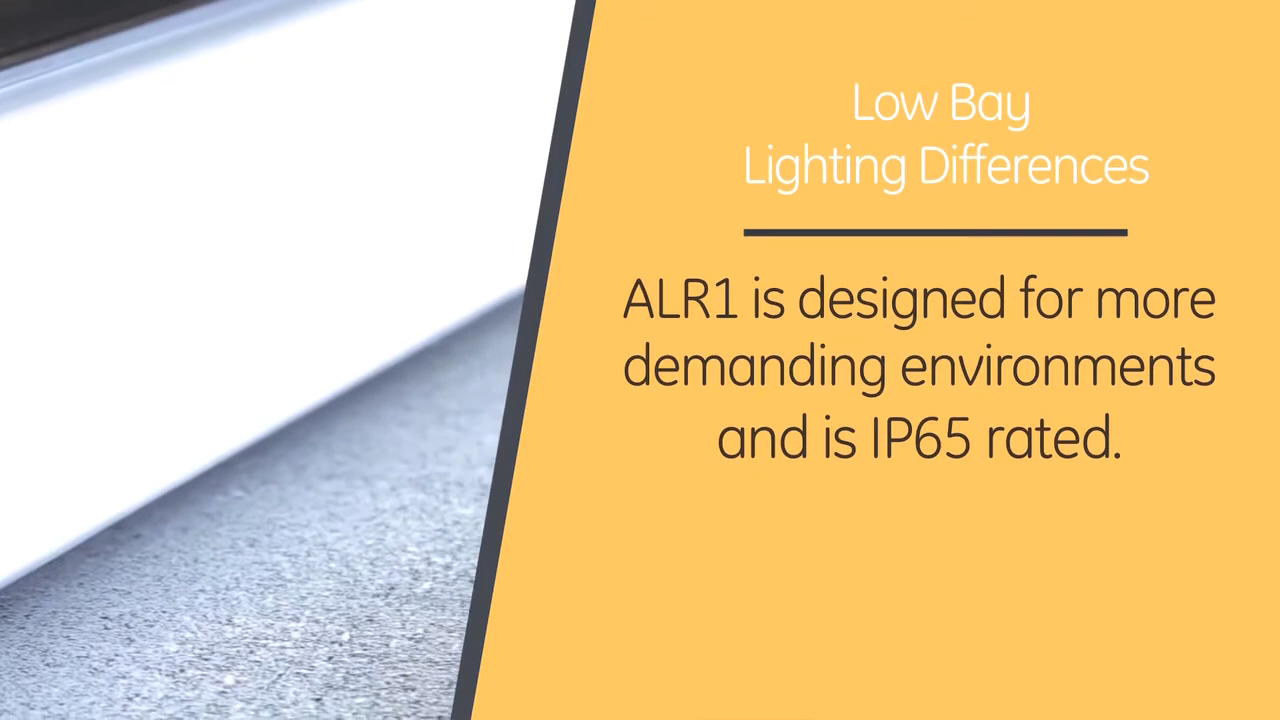 Low Bay
Lighting Differences
ALR1 is designed for more
demanding environments
and is IP65 rated.